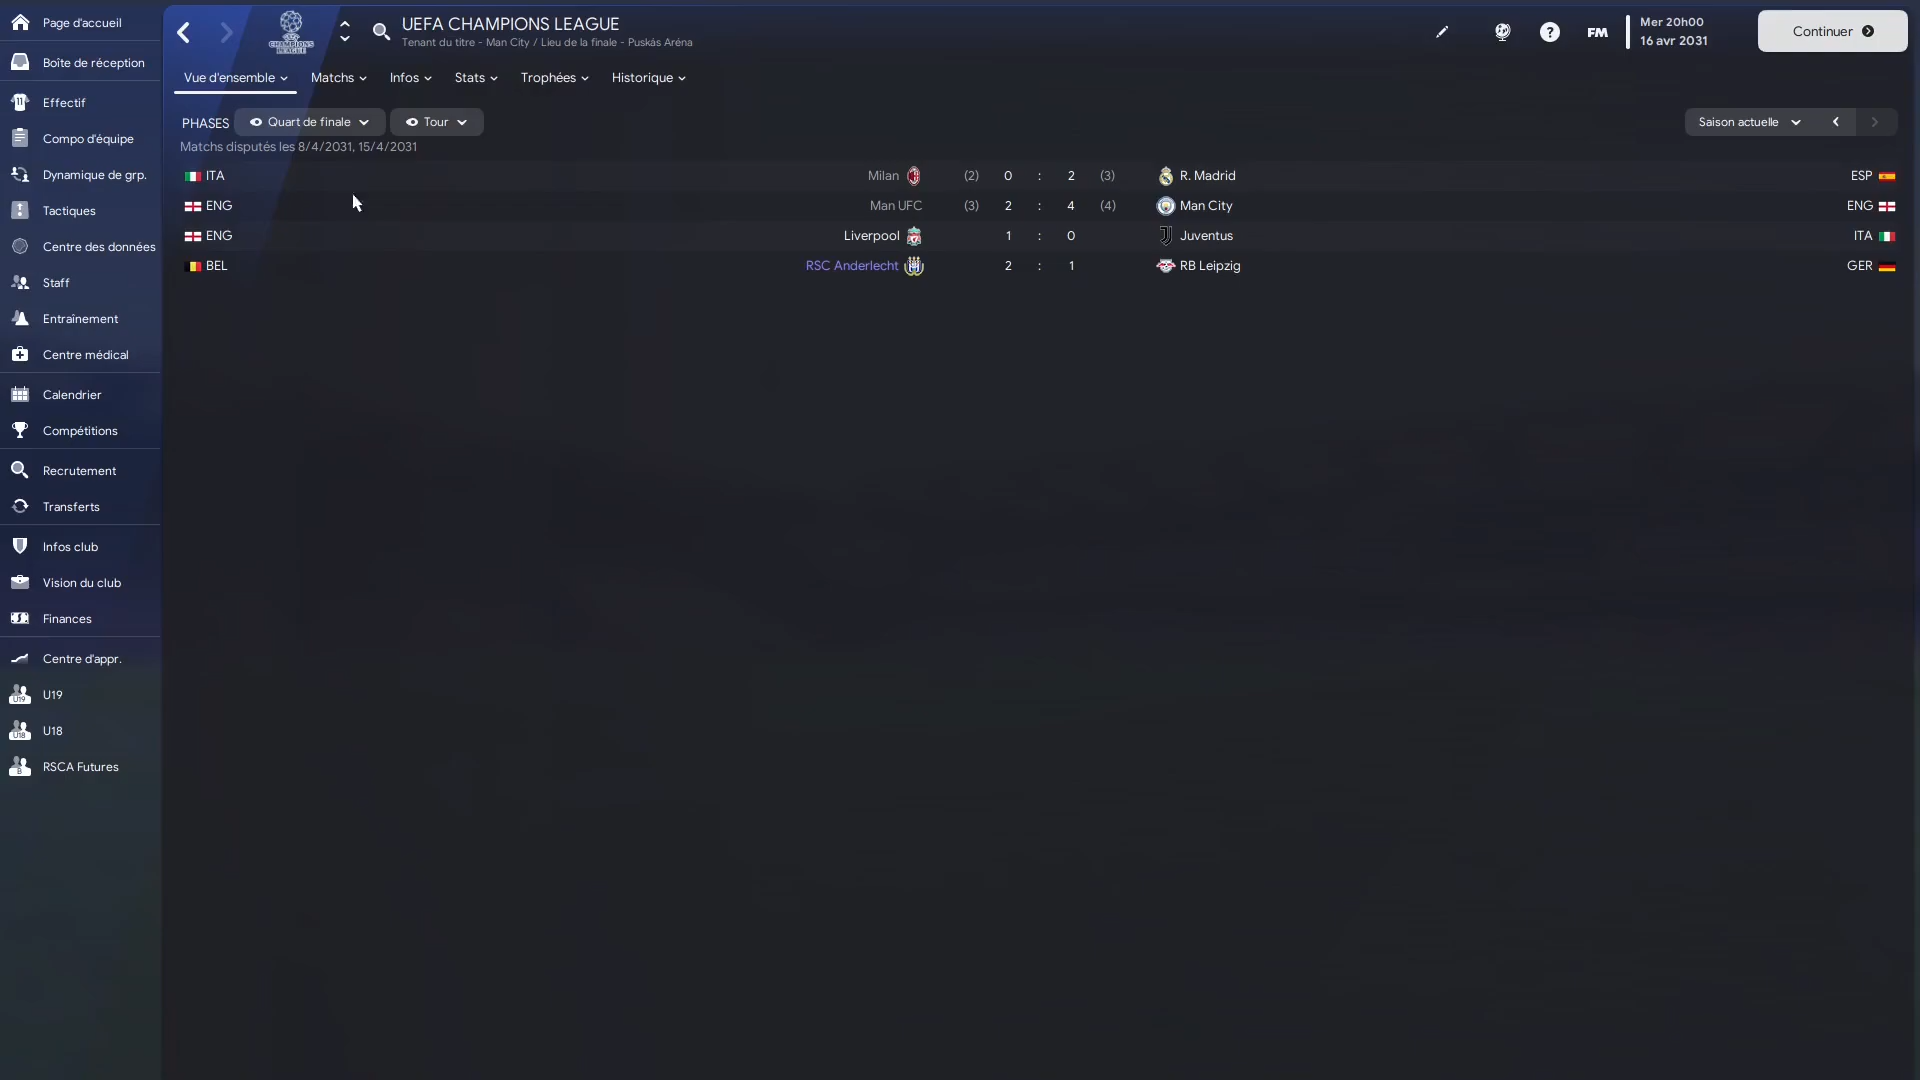 Page d'accueil
Boîte de réception
Effectif
Compo d'équipe
Dynamique de grp.
Tactiques
Centre des données
Staff
Entraînement
Centre médical
Calendrier
Compétitions
Recrutement
Transferts
Infos club
Vision du club
Finances
Centre d'appr.
U19 U19
U18 U18
B RSCA Futures
CHAMPIONS LEAGUE
UEFA CHAMPIONS LEAGUE
Tenant du titre - Man City / Lieu de la finale - Puskás Aréna
? FM
Mer 20h00
16 avr 2031
Continuer
Vue d'ensemble Matchs Infos Stats Trophées Historique
PHASES Quart de finale Tour Saison actuelle
Matchs disputés les 8/4/2031, 15/4/2031
ITA Milan (2) 0 : 2 (3) R. Madrid ESP
ENG Man UFC (3) 2 : 4 (4) Man City ENG
ENG Liverpool 1 : 0 Juventus ITA
BEL RSC Anderlecht 2 : 1 RB Leipzig GER